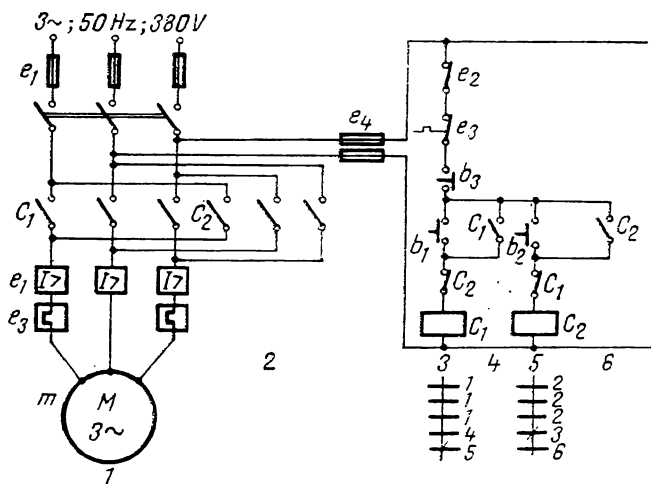 3~; 50 Hz; 380V
e₁
e₂
e₄
e₃
b₃
C₁
C₂
b₁
C₁
b₂
C₂
e₁
I>
I>
I>
C₂
C₁
e₃
C₁
C₂
2
3
4
5
6
m
M
3~
1
1
1
1
4
5
2
2
2
3
6